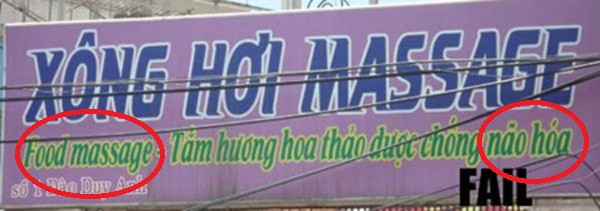 XÔNG HƠI MASSAGE
Food massage - Tắm hương hoa thảo dược chống não hóa
số 1 Đào Duy Anh
FAIL